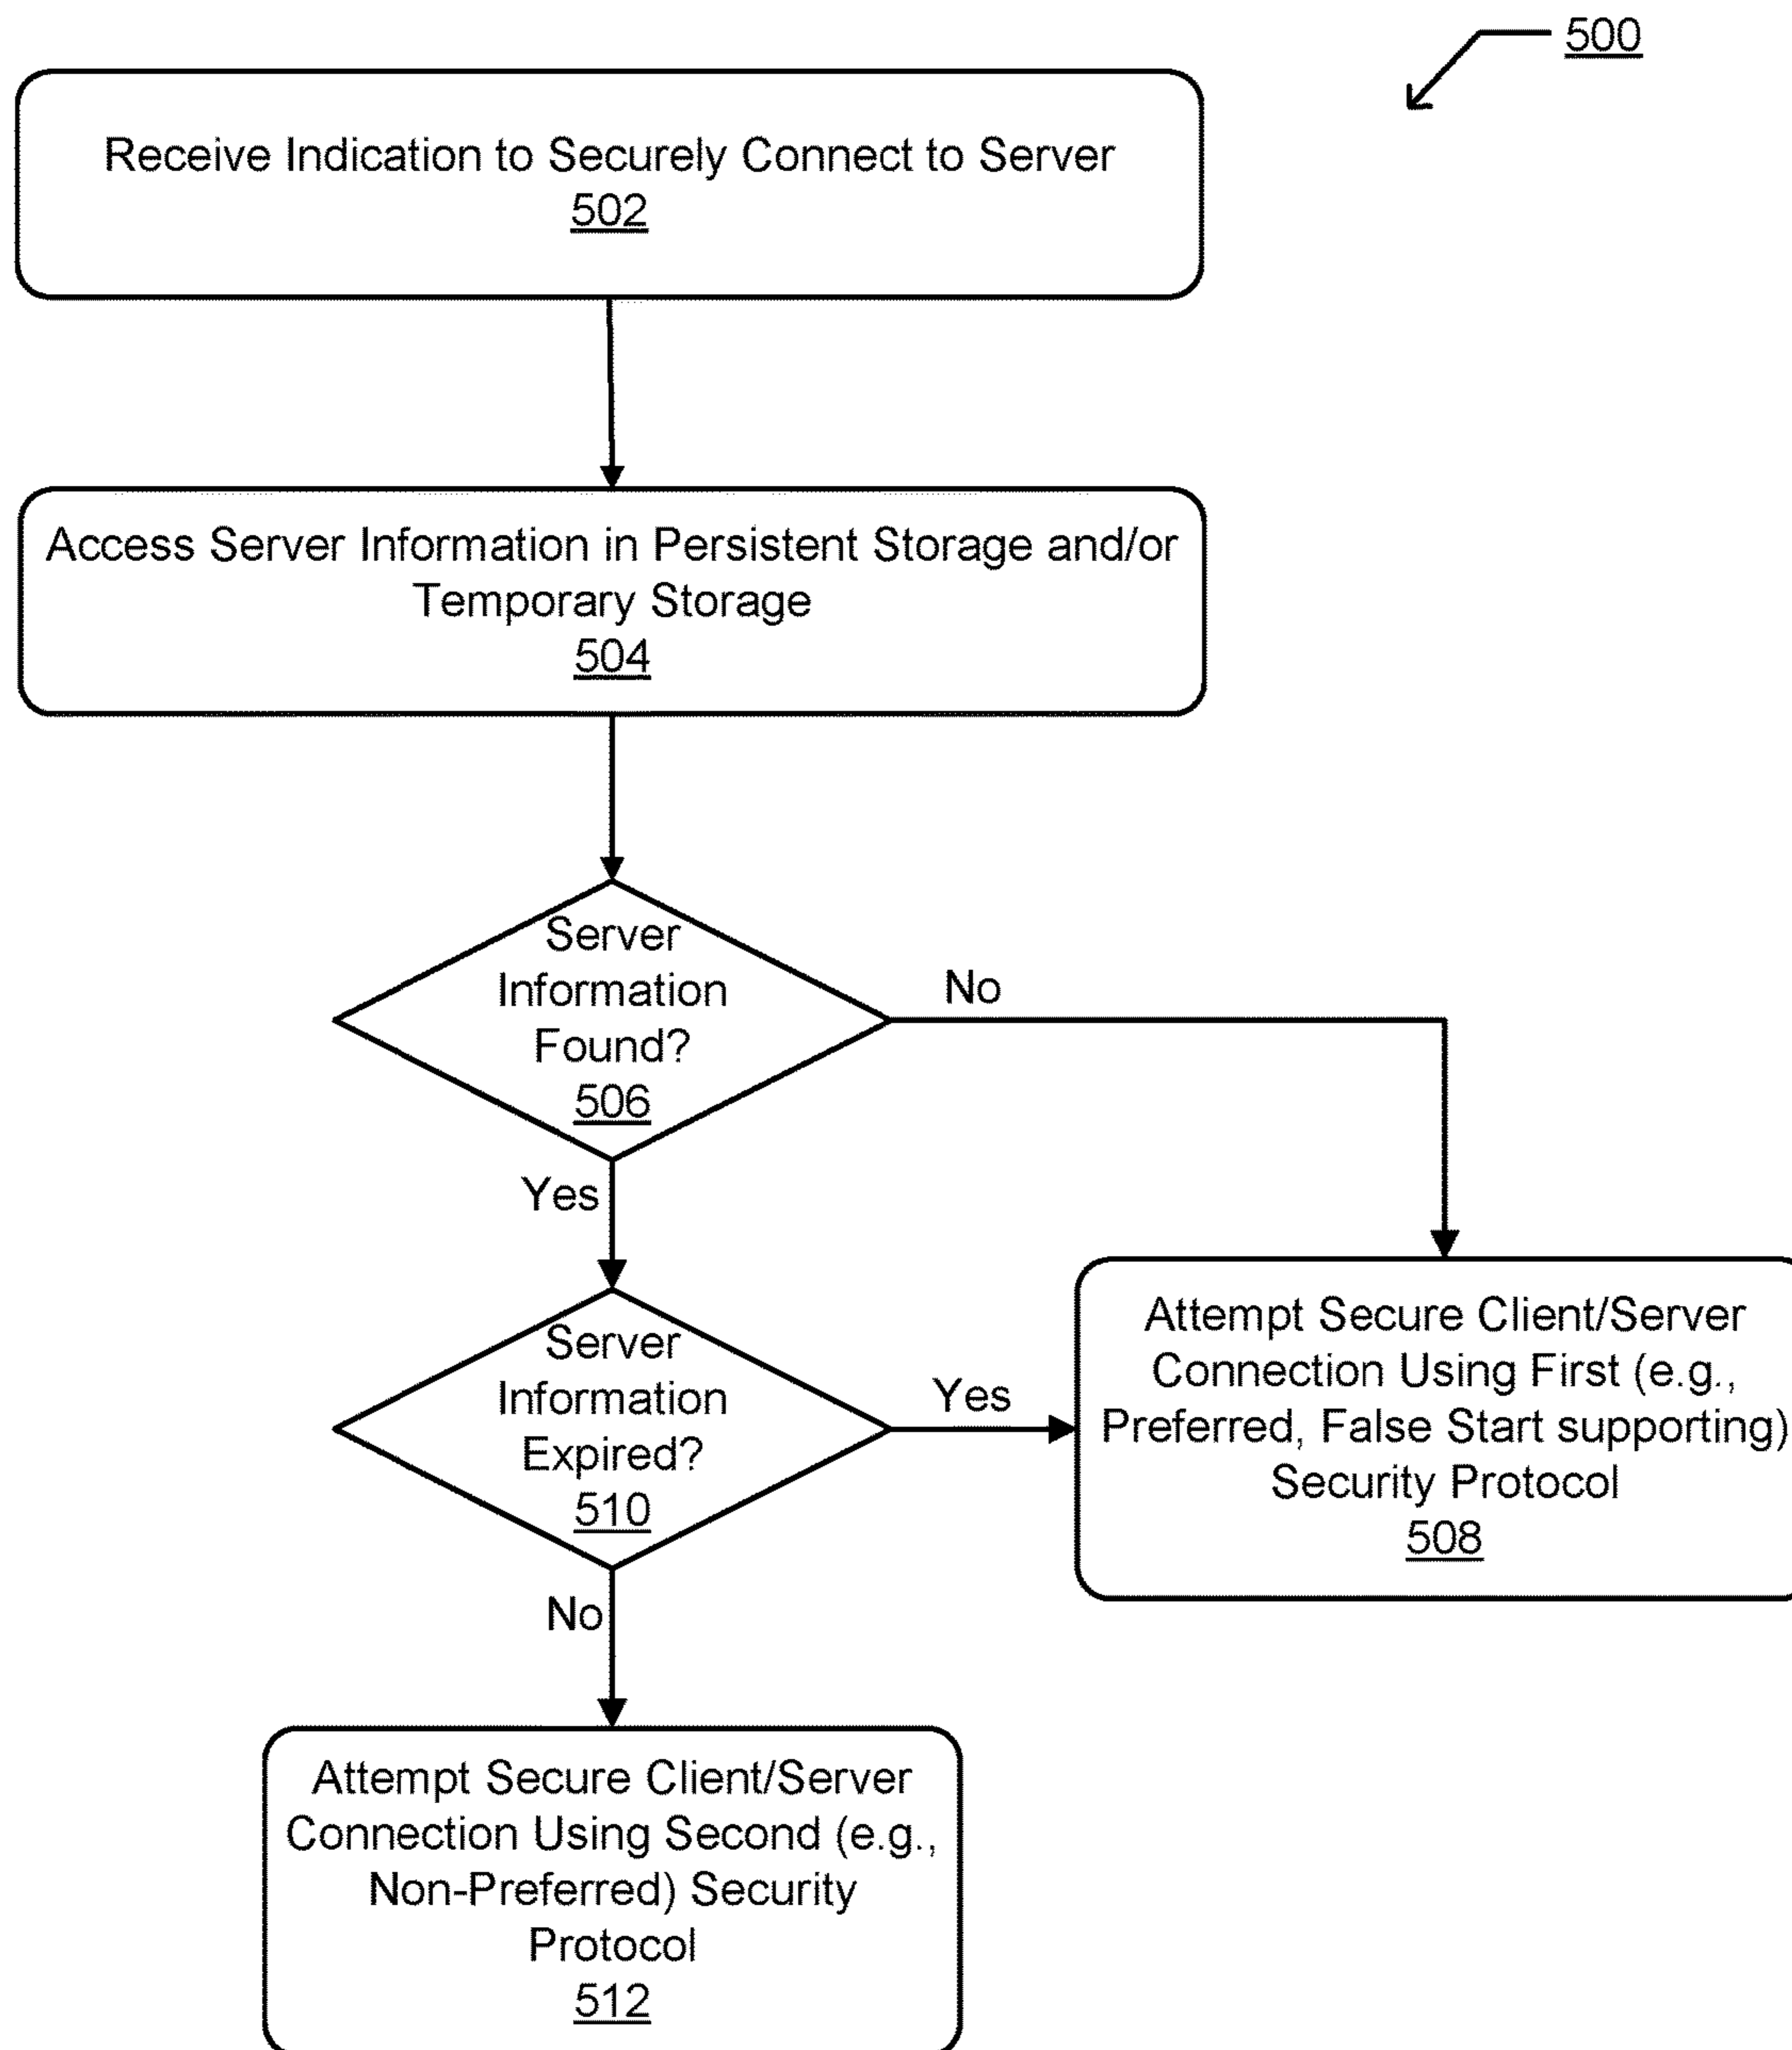 500
Receive Indication to Securely Connect to Server
502
Access Server Information in Persistent Storage and/or
Temporary Storage
504
Server
Information
Found?
506
No
Yes
Server
Information
Expired?
510
Yes
Attempt Secure Client/Server
Connection Using First (e.g.,
Preferred, False Start supporting)
Security Protocol
508
No
Attempt Secure Client/Server
Connection Using Second (e.g.,
Non-Preferred) Security
Protocol
512